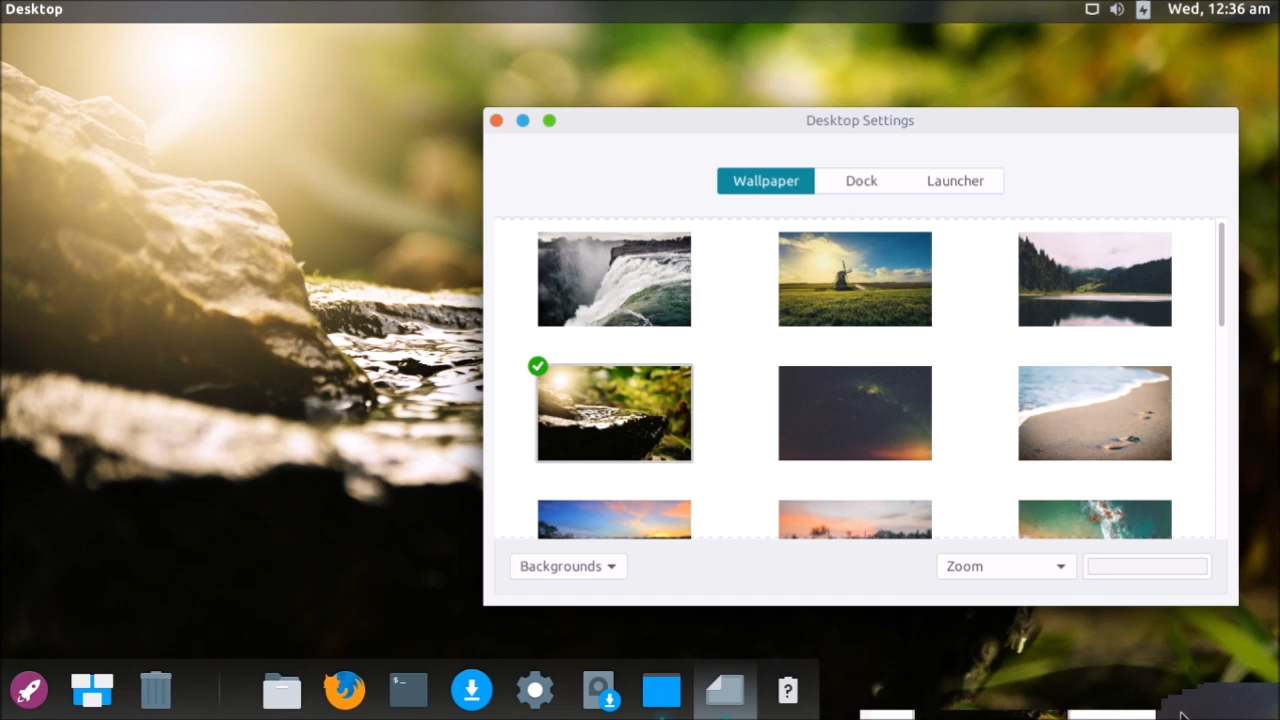 Desktop
Wed, 12:36 am
Desktop Settings
Wallpaper
Dock
Launcher
Backgrounds
Zoom
$-
?